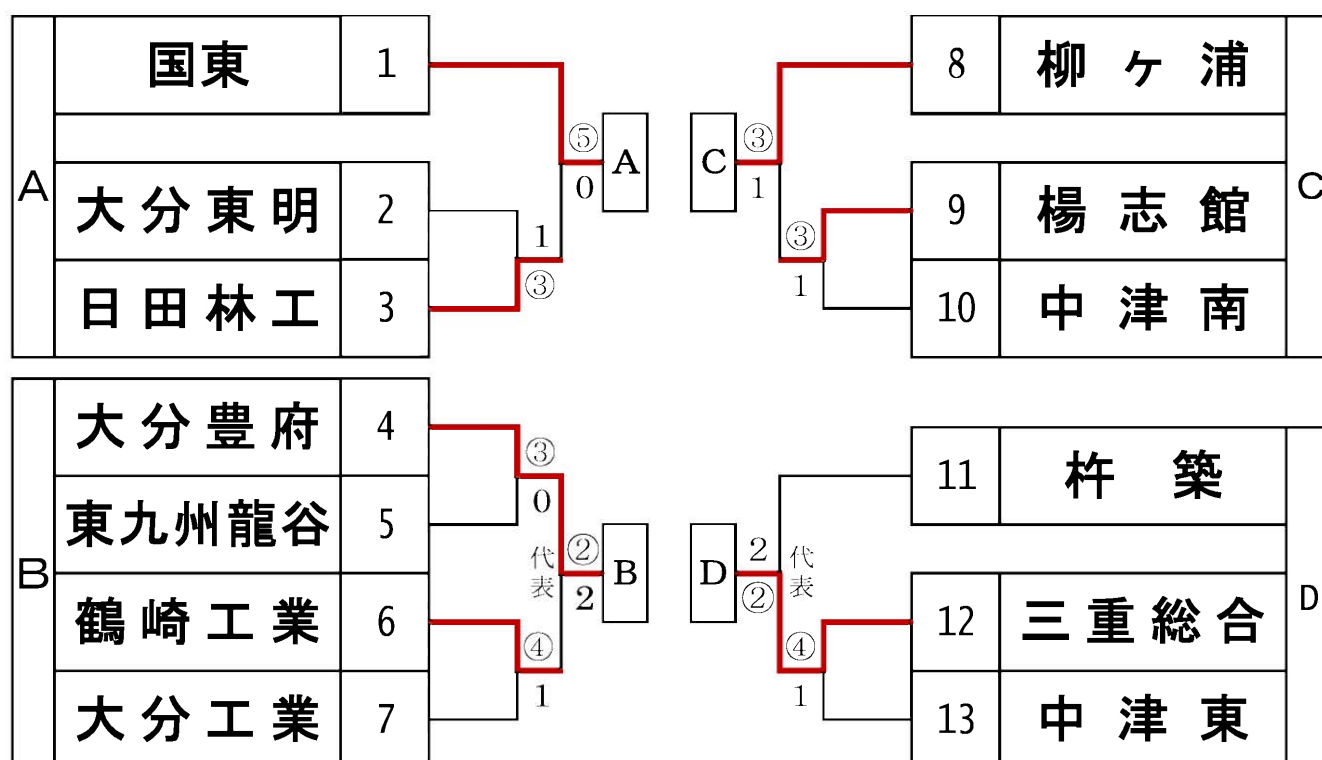 A
国東 1
大分東明 2
日田林工 3
1
③
⑤
0
A
B
大分豊府 4
東九州龍谷 5
鶴崎工業 6
大分工業 7
③
0
④
1
代表
②
2
B
C
8 柳ヶ浦
9 楊志館
10 中津南
C
③
1
③
1
D
11 杵築
12 三重総合
13 中津東
D
2
②
代表
④
1